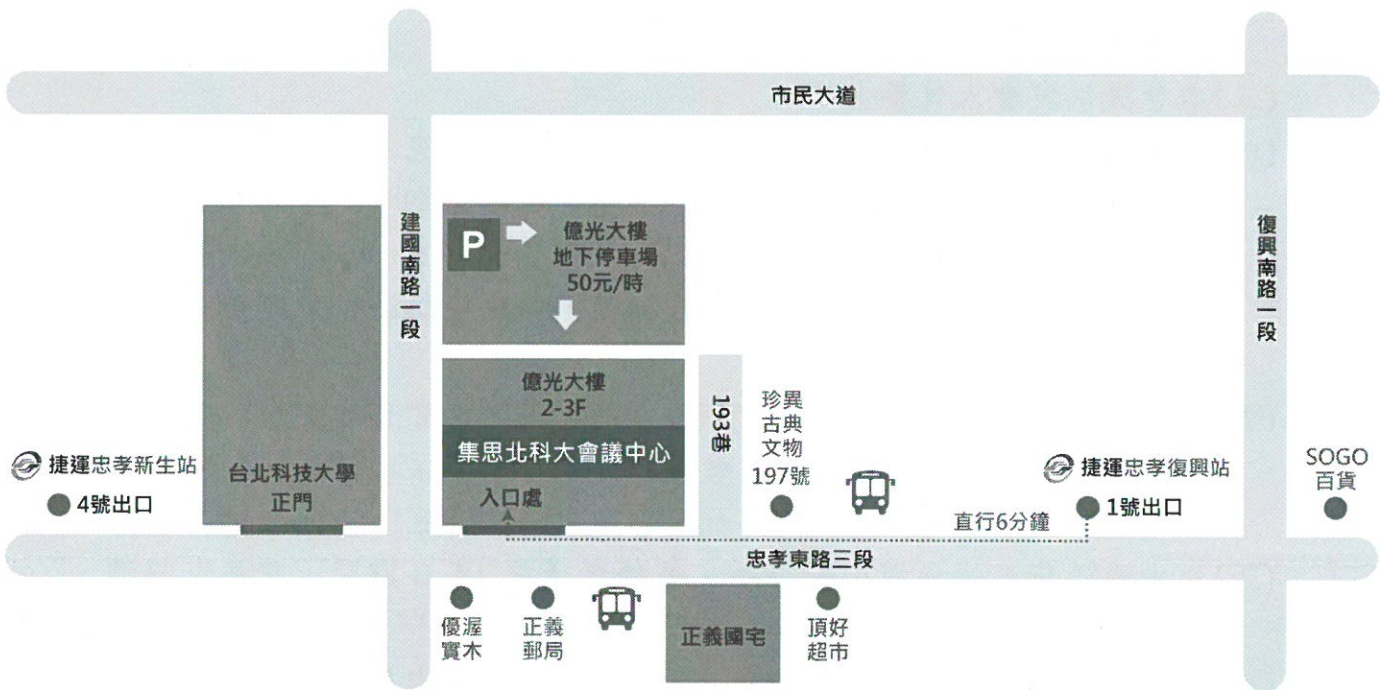 市民大道
建國南路一段
復興南路一段
P
億光大樓
地下停車場
50元/時
億光大樓
2-3F
集思北科大會議中心
入口處
193巷
珍異
古典
文物
197號
捷運忠孝新生站
4號出口
台北科技大學
正門
捷運忠孝復興站
1號出口
直行6分鐘
SOGO
百貨
忠孝東路三段
優渥
實木
正義
郵局
正義國宅
頂好
超市